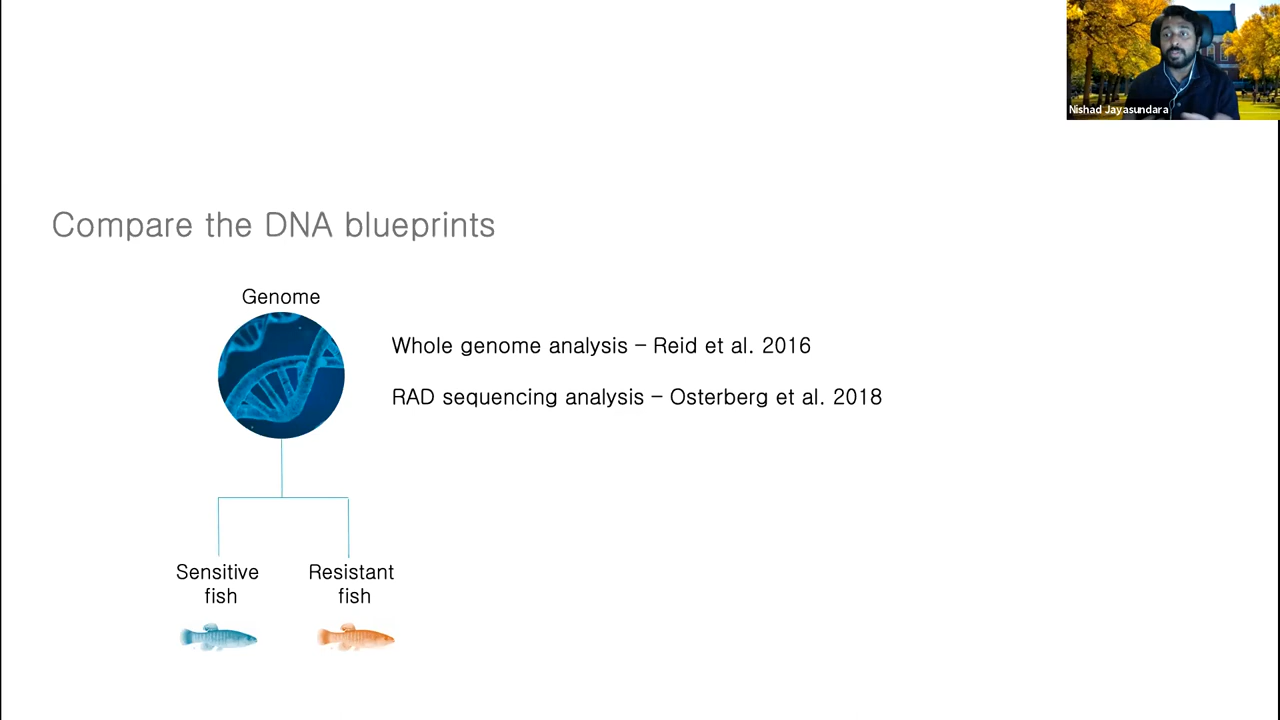 Nishad Jayasundara
Compare the DNA blueprints
Genome
Whole genome analysis – Reid et al. 2016
RAD sequencing analysis – Osterberg et al. 2018
Sensitive
fish
Resistant
fish